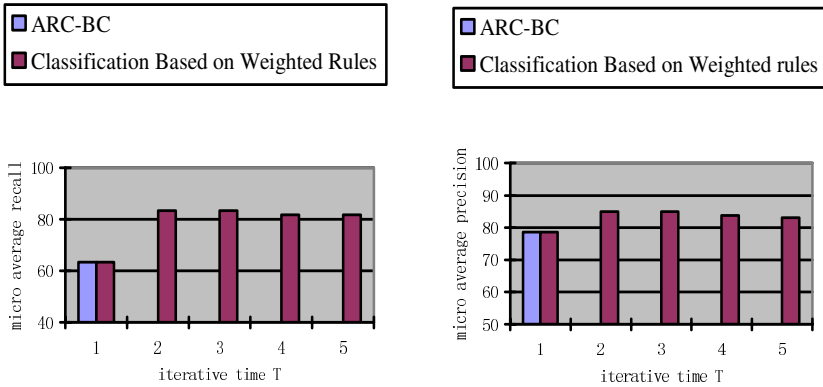 ARC-BC
Classification Based on Weighted Rules
micro average recall
100
80
60
40
1 2 3 4 5
iterative time T
ARC-BC
Classification Based on Weighted rules
micro average precision
100
90
80
70
60
50
1 2 3 4 5
iterative time T